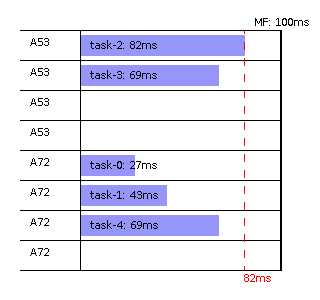 MF: 100ms
A53 task-2: 82ms
A53 task-3: 69ms
A53
A53
A72 task-0: 27ms
A72 task-1: 43ms
A72 task-4: 69ms
A72
82ms